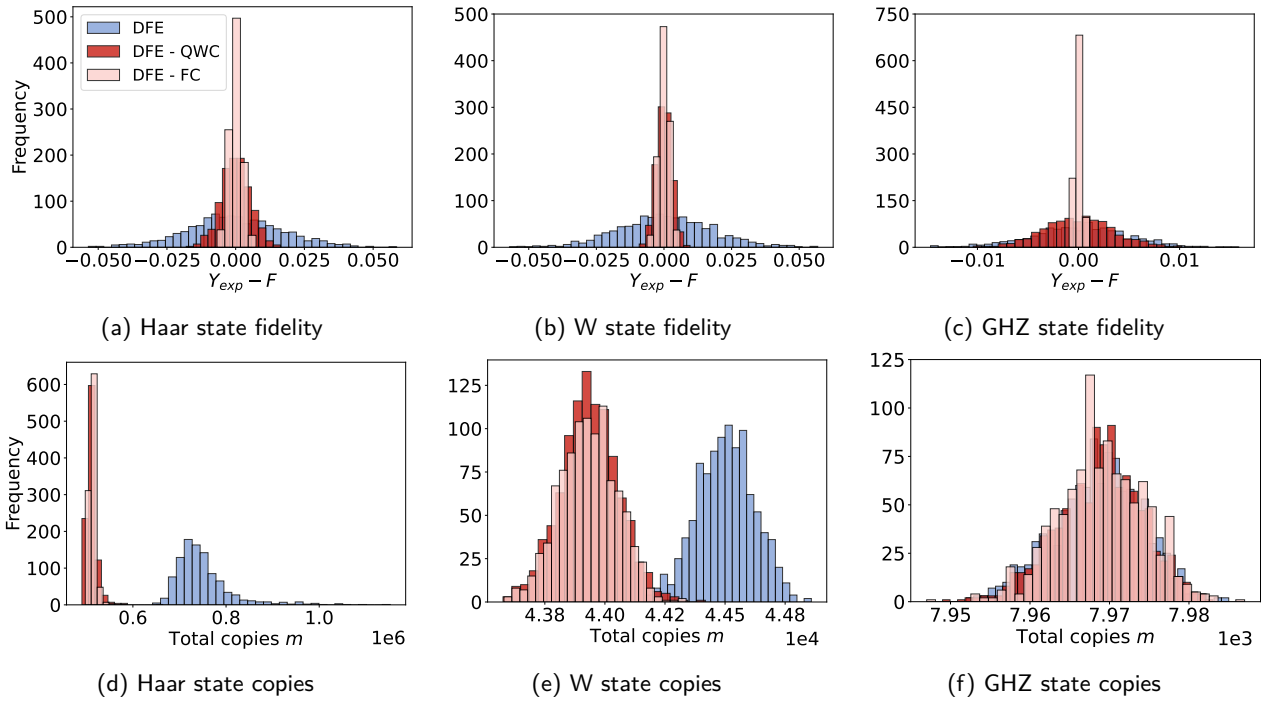 500
400
300
200
100
0
Frequency
DFE
DFE - QWC
DFE - FC
−0.050 −0.025 0.000 0.025 0.050
Y_exp − F
(a) Haar state fidelity
500
400
300
200
100
0
−0.050 −0.025 0.000 0.025 0.050
Y_exp − F
(b) W state fidelity
750
600
450
300
150
0
−0.01 0.00 0.01
Y_exp − F
(c) GHZ state fidelity
600
500
400
300
200
100
0
Frequency
0.6 0.8 1.0
Total copies m 1e6
(d) Haar state copies
125
100
75
50
25
0
4.38 4.40 4.42 4.45 4.48
Total copies m 1e4
(e) W state copies
125
100
75
50
25
0
7.95 7.96 7.97 7.98
Total copies m 1e3
(f) GHZ state copies